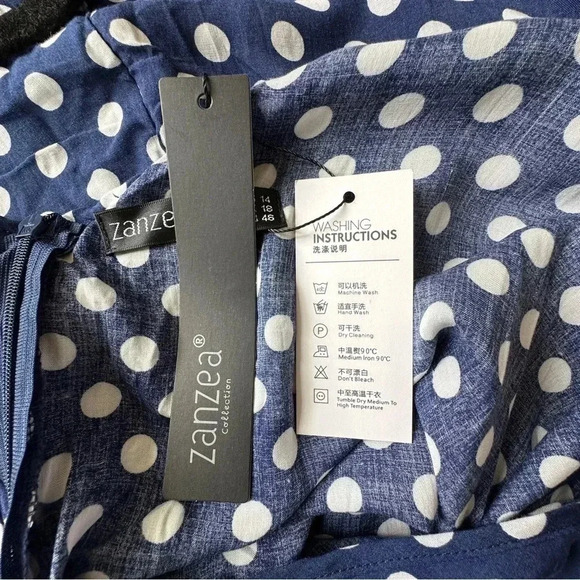 zanzea
14
18
46
zanzea®
collection
WASHING
INSTRUCTIONS
洗涤说明
可以机洗
Machine Wash
适宜手洗
Hand Wash
P
可干洗
Dry Cleaning
中温熨90℃
Medium Iron 90℃
不可漂白
Don't Bleach
中至高温干衣
Tumble Dry Medium To
High Temperature